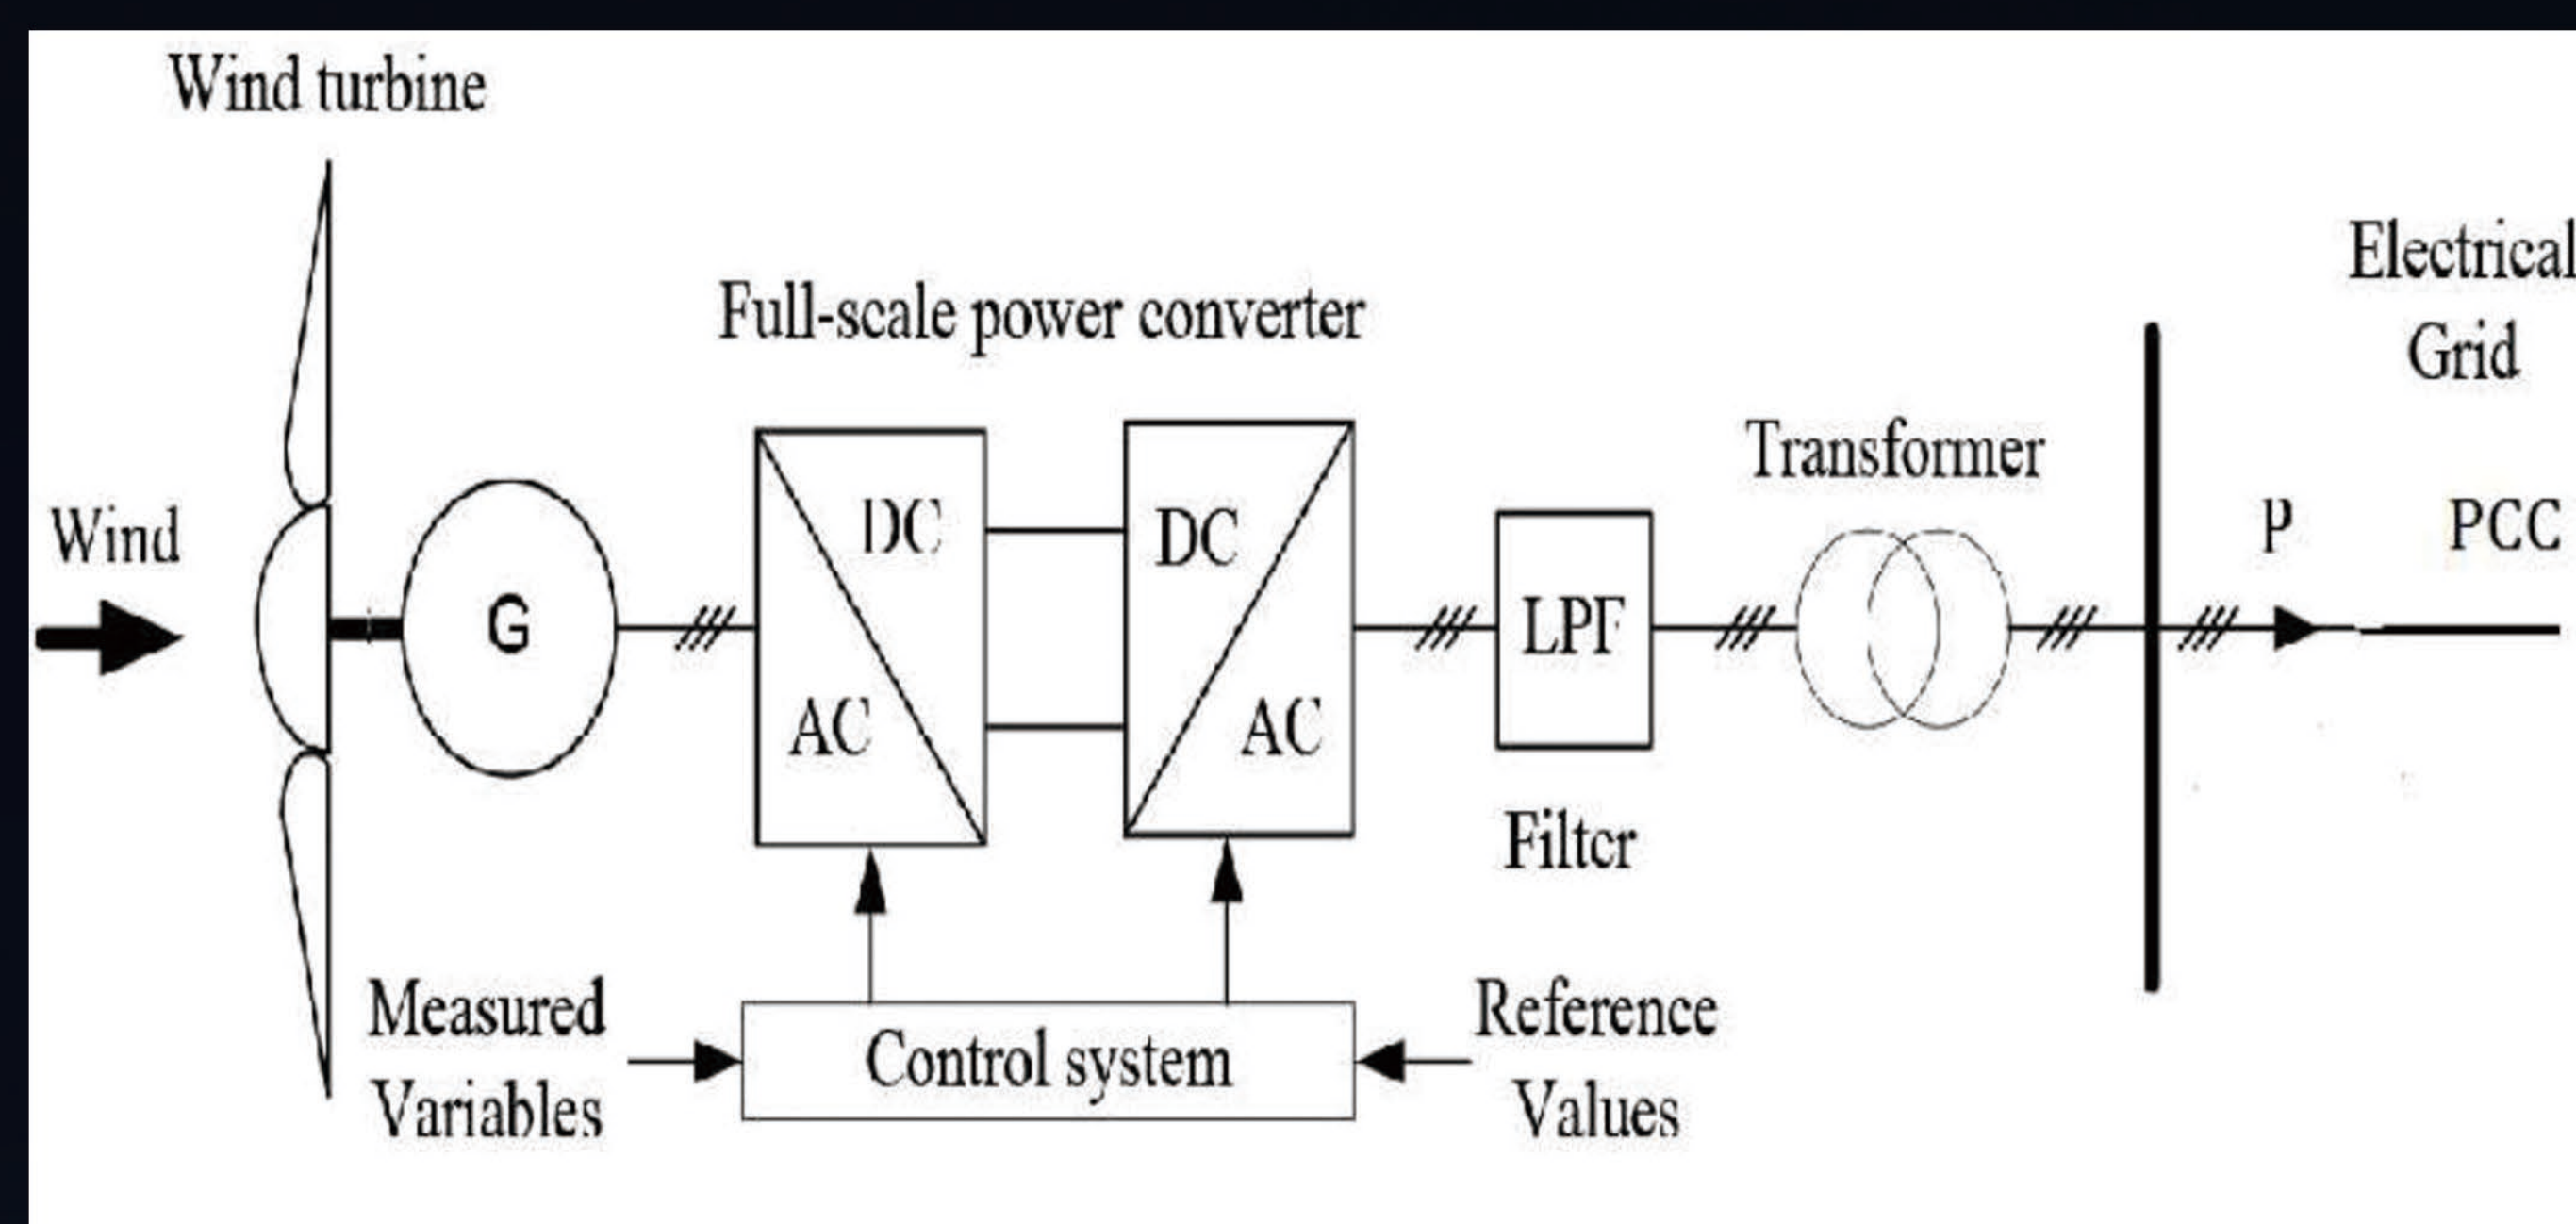 Wind turbine
Full-scale power converter
Electrical
Grid
Transformer
Wind
G
DC
AC
DC
AC
LPF
P
PCC
Filter
Measured
Variables
Control system
Reference
Values